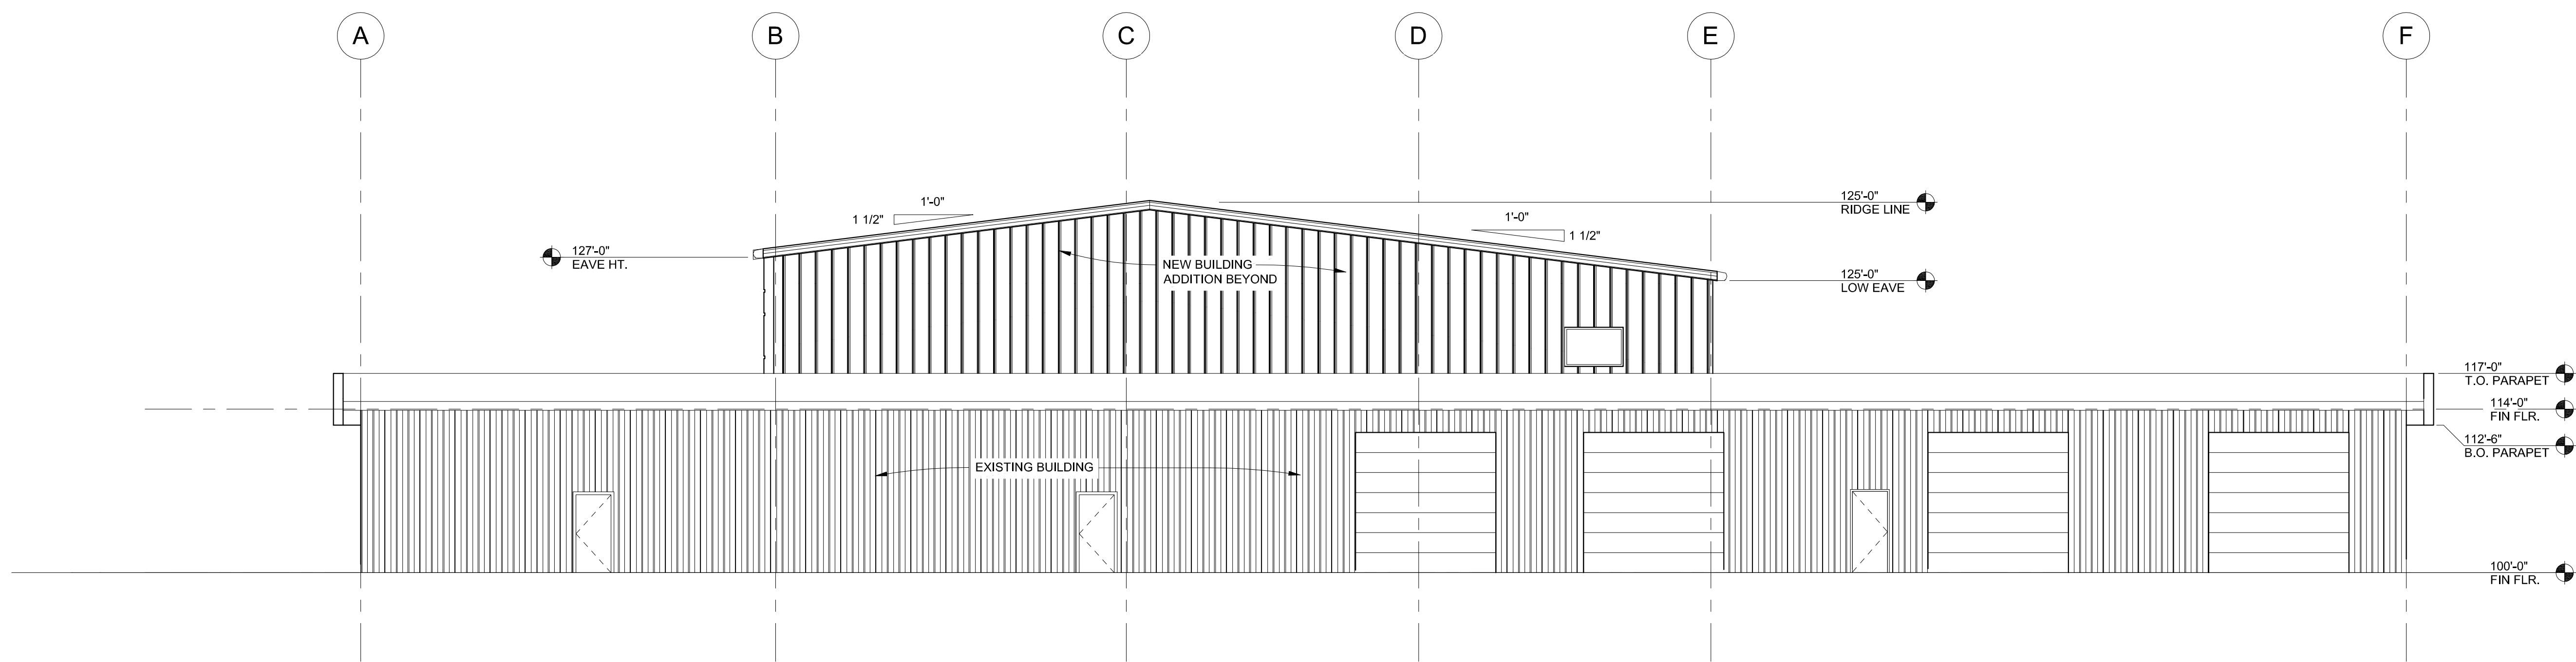 A B C D E F
1'-0"
1 1/2"
125'-0"
RIDGE LINE
1'-0"
1 1/2"
127'-0"
EAVE HT.
NEW BUILDING
ADDITION BEYOND
125'-0"
LOW EAVE
117'-0"
T.O. PARAPET
114'-0"
FIN FLR.
112'-6"
B.O. PARAPET
EXISTING BUILDING
100'-0"
FIN FLR.